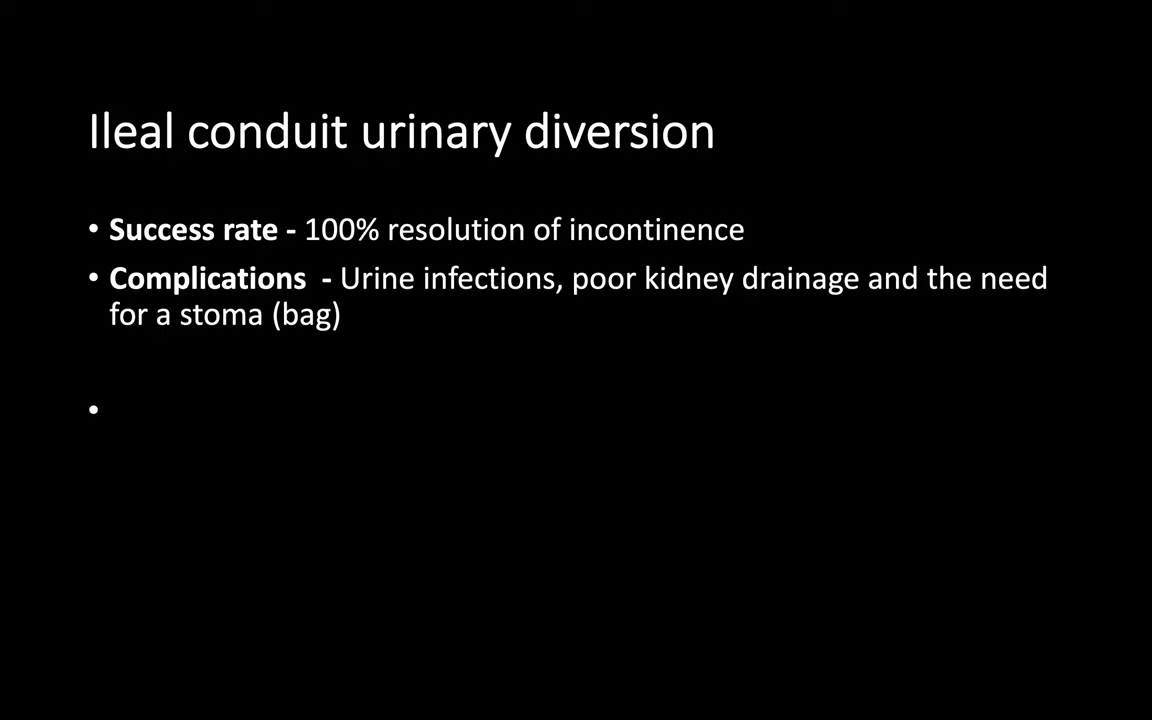 Ileal conduit urinary diversion
• Success rate - 100% resolution of incontinence
• Complications  - Urine infections, poor kidney drainage and the need
for a stoma (bag)
•